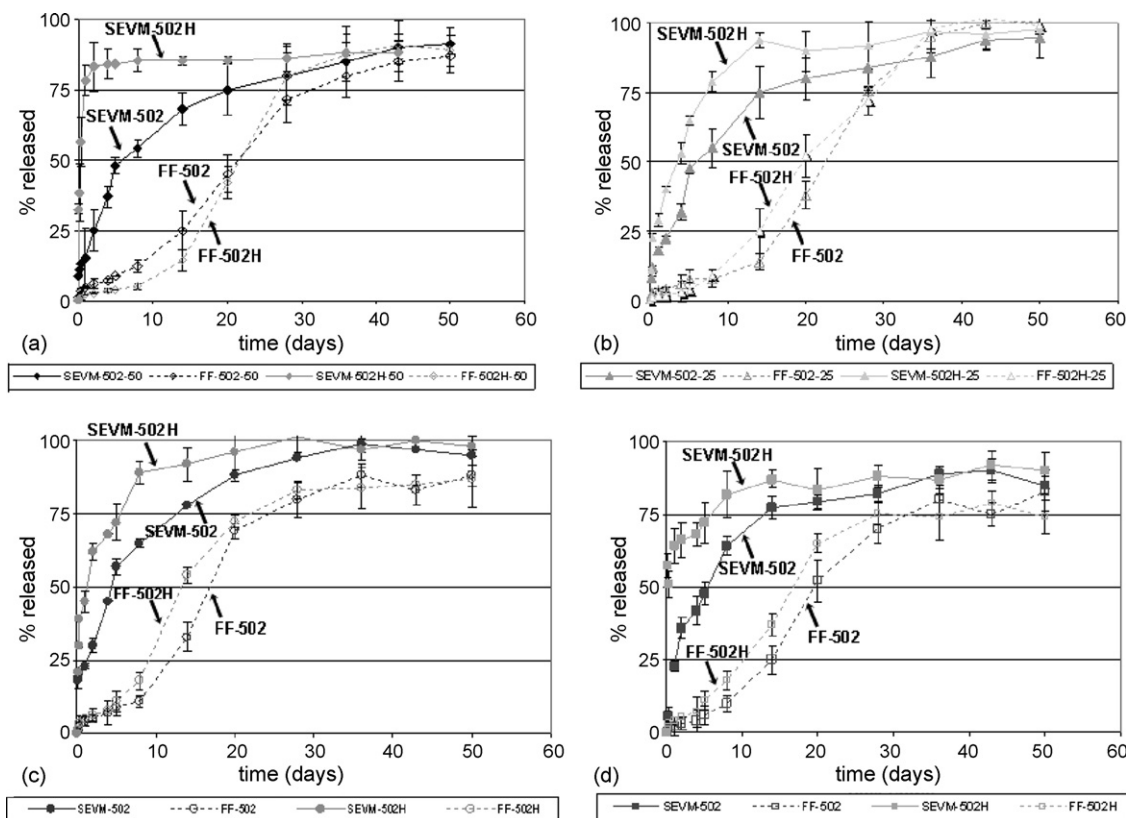 100
75
50
25
0
% released
SEVM-502H
SEVM-502
FF-502
FF-502H
0 10 20 30 40 50 60
(a) time (days)
SEVM-502-50 FF-502-50 SEVM-502H-50 FF-502H-50
100
75
50
25
0
% released
SEVM-502H
SEVM-502
FF-502H
FF-502
0 10 20 30 40 50 60
(b) time (days)
SEVM-502-25 FF-502-25 SEVM-502H-25 FF-502H-25
100
75
50
25
0
% released
SEVM-502H
SEVM-502
FF-502H
FF-502
0 10 20 30 40 50 60
(c) time (days)
SEVM-502 FF-502 SEVM-502H FF-502H
100
75
50
25
0
% released
SEVM-502H
SEVM-502
FF-502H
FF-502
0 10 20 30 40 50 60
(d) time (days)
SEVM-502 FF-502 SEVM-502H FF-502H